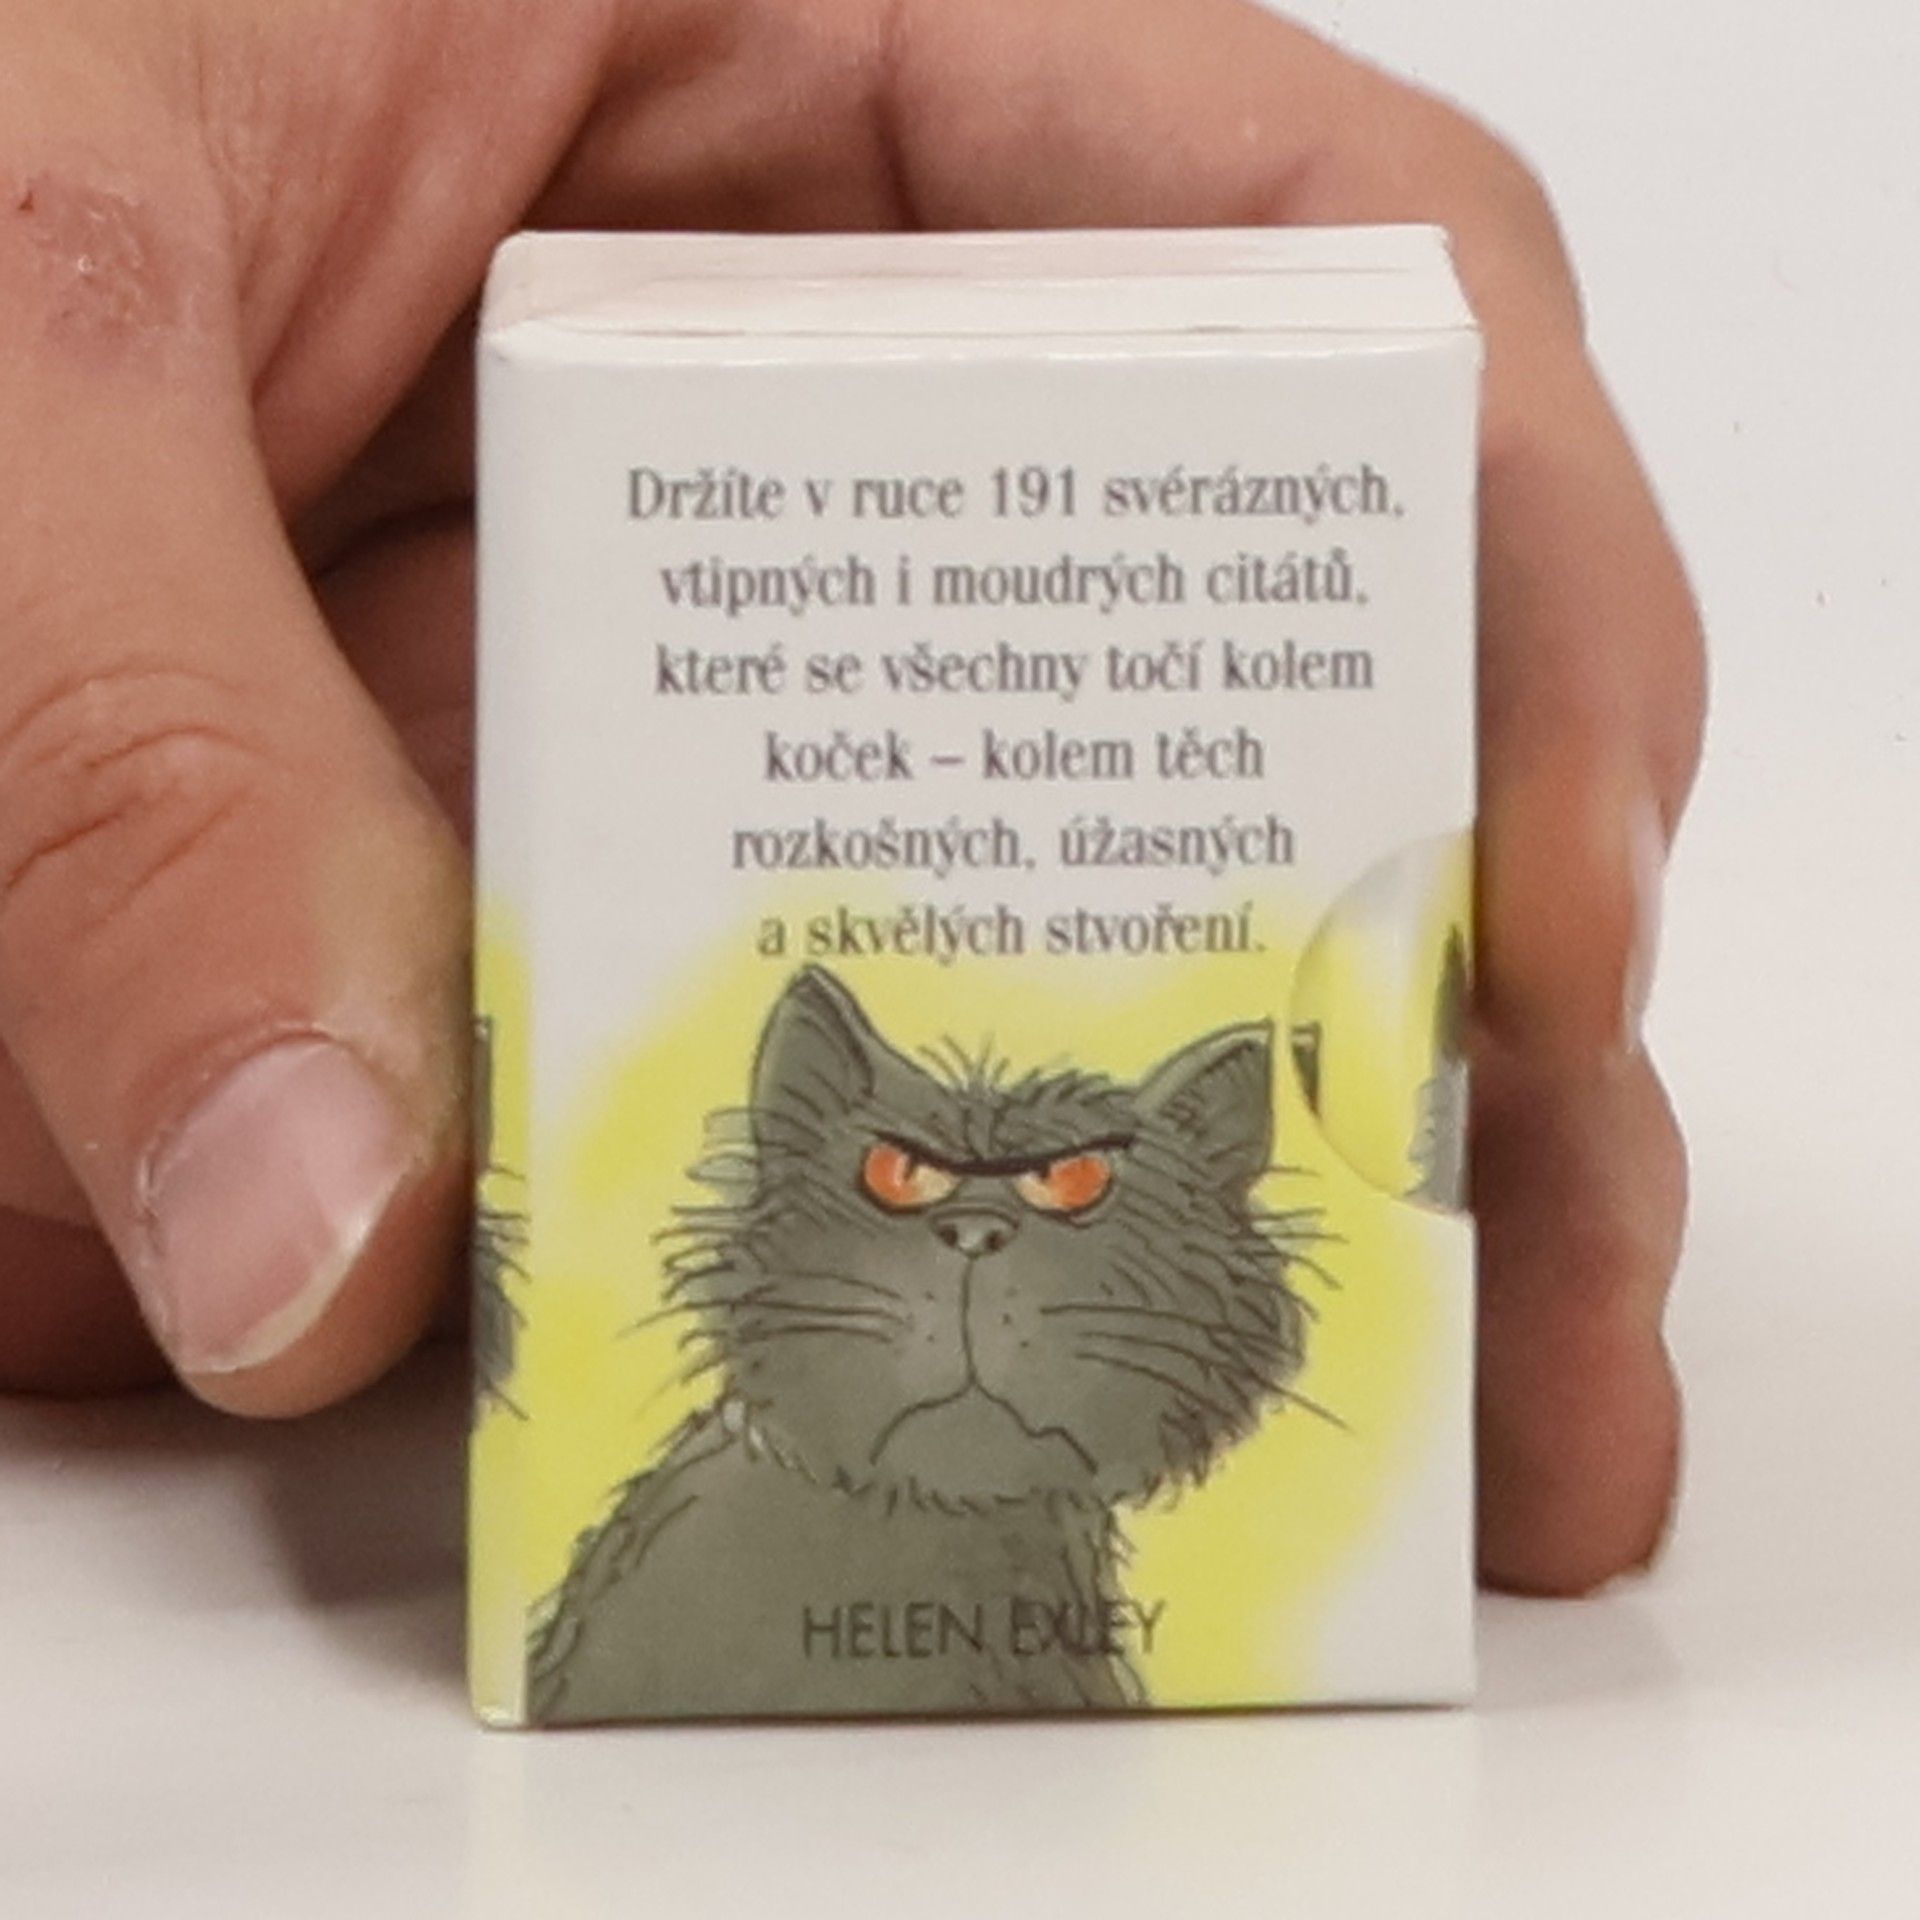 Držíte v ruce 191 svérázných,
vtipných i moudrých citátů,
které se všechny točí kolem
koček – kolem těch
rozkošných, úžasných
a skvělých stvoření.
HELEN EXLEY